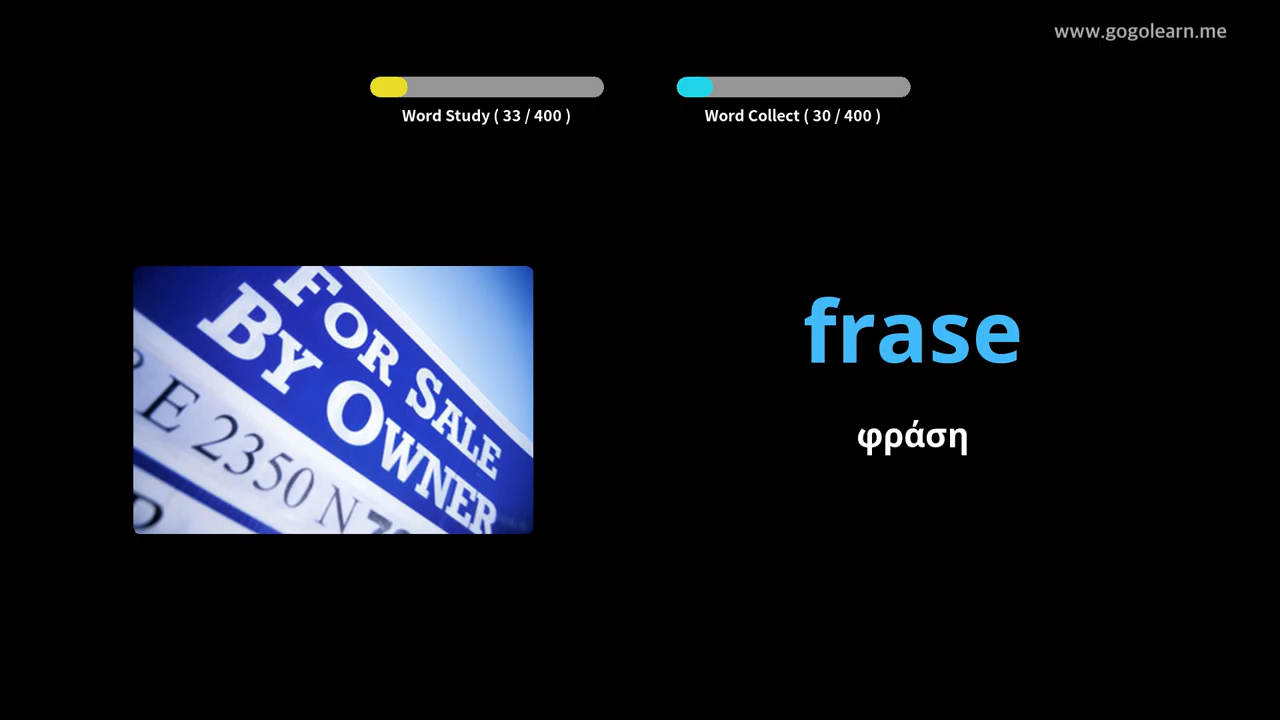 www.gogolearn.me
Word Study ( 33 / 400 )
Word Collect ( 30 / 400 )
FOR SALE
BY OWNER
E 2350 N
frase
φράση